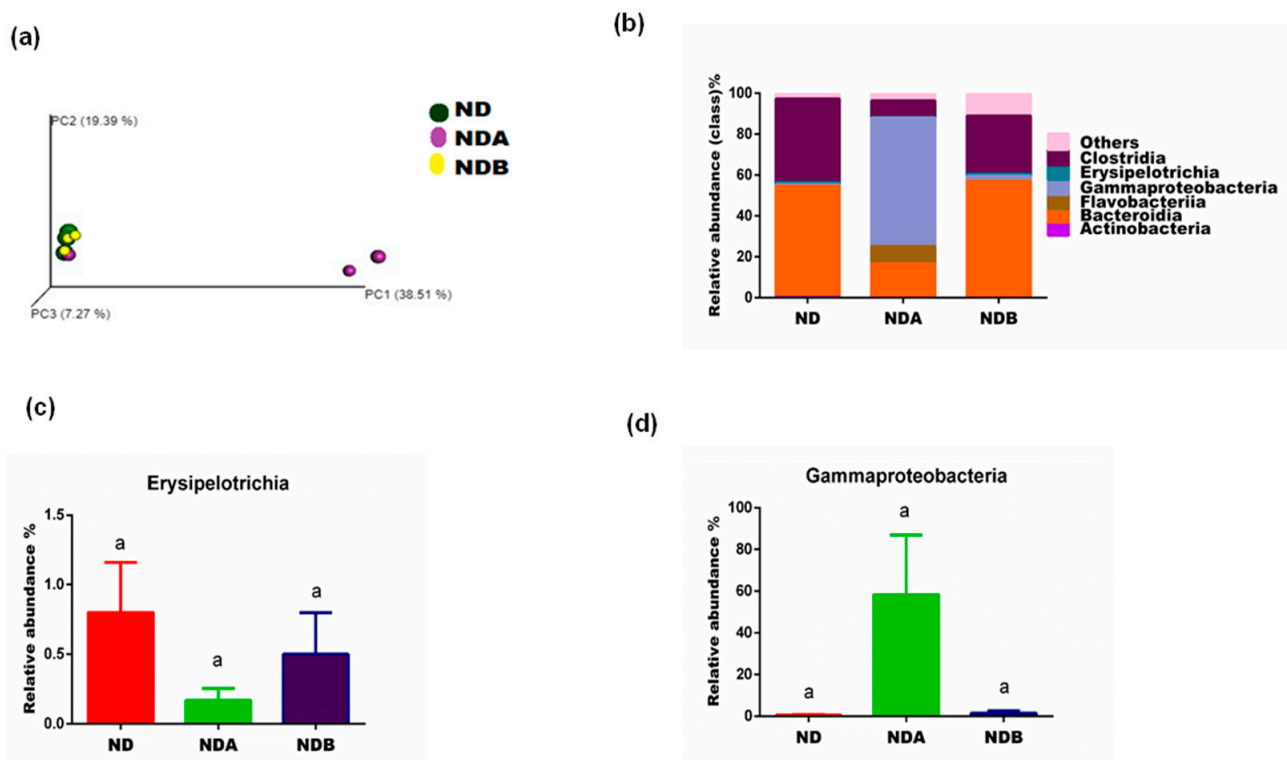 (a)
PC2 (19.39 %)
ND
NDA
NDB
PC1 (38.51 %)
PC3 (7.27 %)
(b)
Relative abundance (class)%
100
80
60
40
20
0
ND
NDA
NDB
Others
Clostridia
Erysipelotrichia
Gammaproteobacteria
Flavobacteriia
Bacteroidia
Actinobacteria
(c)
Erysipelotrichia
Relative abundance %
1.5
1.0
0.5
0.0
a
a
a
ND
NDA
NDB
(d)
Gammaproteobacteria
Relative abundance %
100
80
60
40
20
0
a
a
a
ND
NDA
NDB